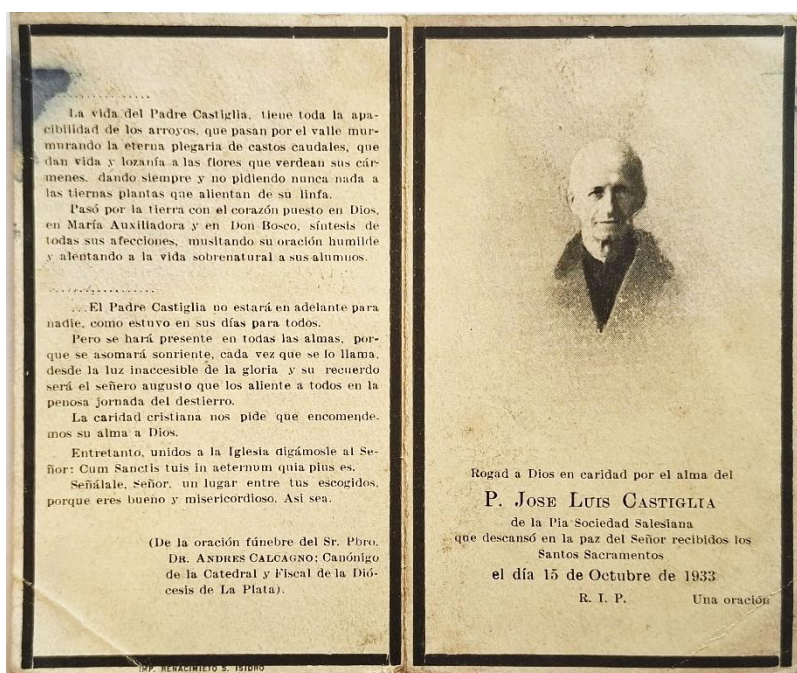 La vida del Padre Castiglia, tiene toda la apa-
cibilidad de los arroyos, que pasan por el valle mur-
murando la eterna plegaria de castos caudales, que
dan vida y lozanía a las flores que verdean sus cár-
menes, dando siempre y no pidiendo nunca nada a
las tiernas plantas que alientan de su linfa.
Pasó por la tierra con el corazón puesto en Dios,
en María Auxiliadora y en Don Bosco, síntesis de
todas sus afecciones, musitando su oración humilde
y alentando a la vida sobrenatural a sus alumnos.
...El Padre Castiglia no estará en adelante para
nadie, como estuvo en sus días para todos.
Pero se hará presente en todas las almas, por-
que se asomará sonriente, cada vez que se lo llama,
desde la luz inaccesible de la gloria y su recuerdo
será el señero augusto que los aliente a todos en la
penosa jornada del destierro.
La caridad cristiana nos pide que encomende-
mos su alma a Dios.
Entretanto, unidos a la Iglesia digámosle al Se-
ñor: Cum Sanctis tuis in aeternum quia pius es.
Señálale, Señor, un lugar entre tus escogidos,
porque eres bueno y misericordioso. Asi sea.
(De la oración fúnebre del Sr. Pbro.
DR. ANDRES CALCAGNO; Canónigo
de la Catedral y Fiscal de la Dió-
cesis de La Plata).
IMP. RENACIMIETO S. ISIDRO
Rogad a Dios en caridad por el alma del
P. JOSE LUIS CASTIGLIA
de la Pia Sociedad Salesiana
que descansó en la paz del Señor recibidos los
Santos Sacramentos
el día 15 de Octubre de 1933
R. I. P. Una oración